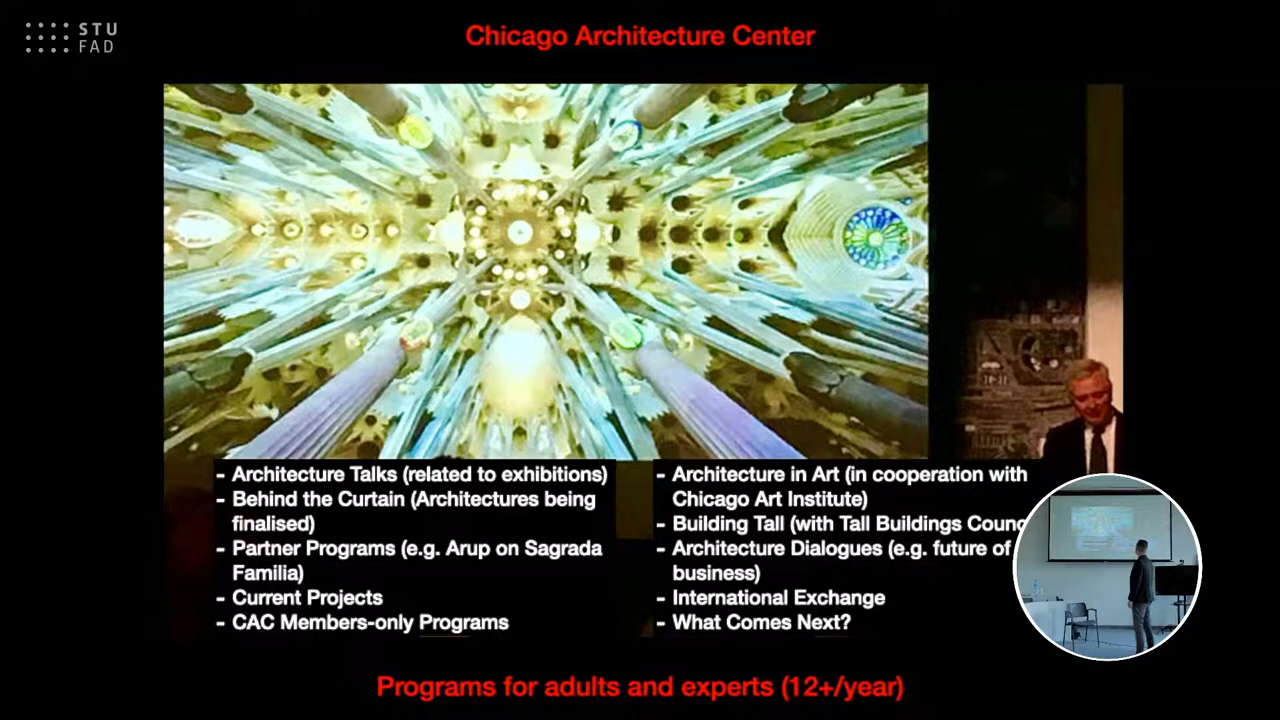 STU
FAD
Chicago Architecture Center
- Architecture Talks (related to exhibitions)
- Behind the Curtain (Architectures being
finalised)
- Partner Programs (e.g. Arup on Sagrada
Familia)
- Current Projects
- CAC Members-only Programs
- Architecture in Art (in cooperation with
Chicago Art Institute)
- Building Tall (with Tall Buildings
- Architecture Dialogues (e.g. future of
business)
- International Exchange
- What Comes Next?
Programs for adults and experts (12+/year)